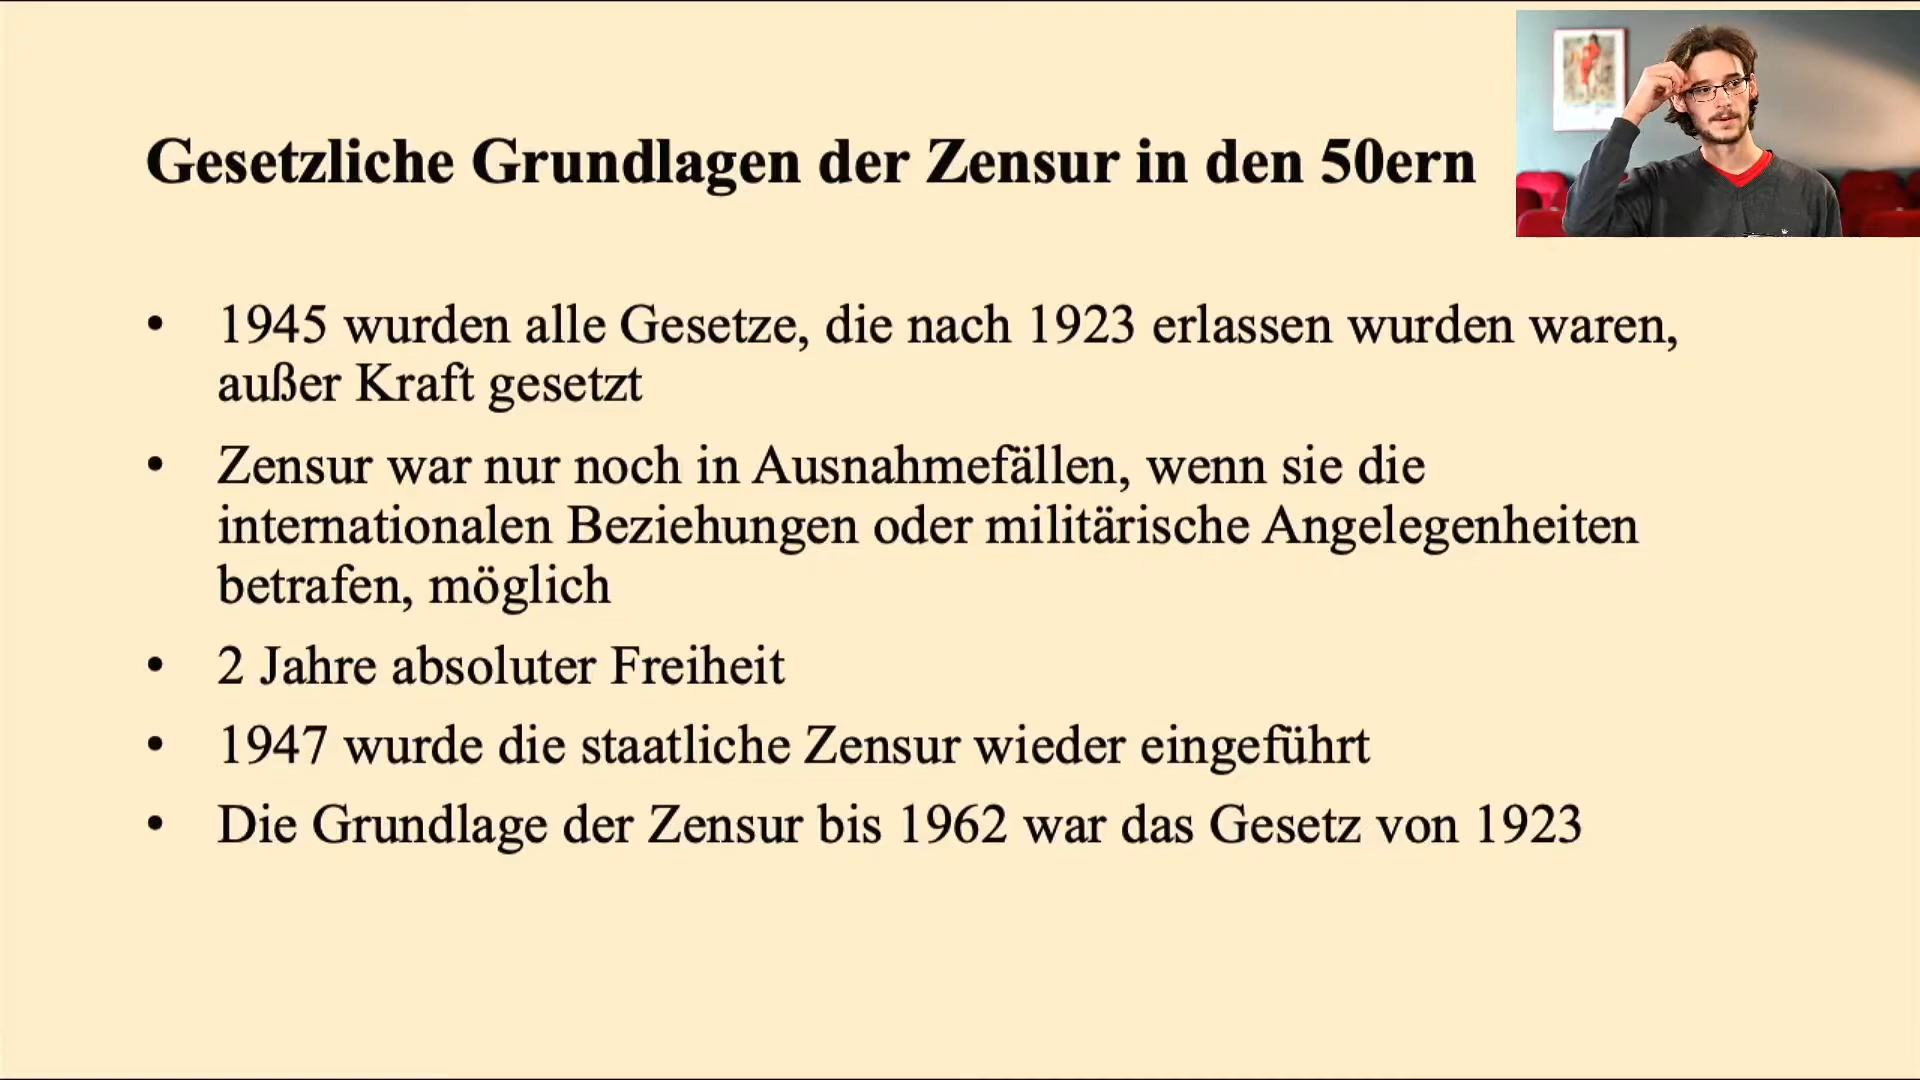 Gesetzliche Grundlagen der Zensur in den 50ern
• 1945 wurden alle Gesetze, die nach 1923 erlassen wurden waren,
außer Kraft gesetzt
• Zensur war nur noch in Ausnahmefällen, wenn sie die
internationalen Beziehungen oder militärische Angelegenheiten
betrafen, möglich
• 2 Jahre absoluter Freiheit
• 1947 wurde die staatliche Zensur wieder eingeführt
• Die Grundlage der Zensur bis 1962 war das Gesetz von 1923